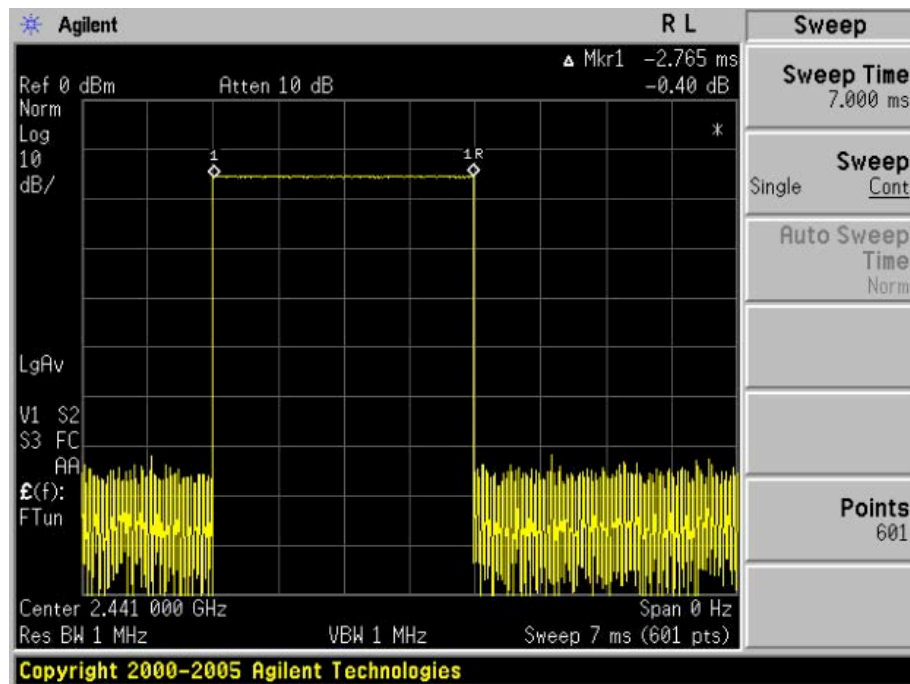 Agilent R L Sweep
Δ Mkr1 -2.765 ms
Ref 0 dBm Atten 10 dB -0.40 dB
Norm
Log
10
dB/
1
1R
*
LgAv
V1 S2
S3 FC
AA
£(f):
FTun
Center 2.441 000 GHz Span 0 Hz
Res BW 1 MHz VBW 1 MHz Sweep 7 ms (601 pts)
Copyright 2000-2005 Agilent Technologies
Sweep Time
7.000 ms
Sweep
Single Cont
Auto Sweep
Time
Norm
Points
601